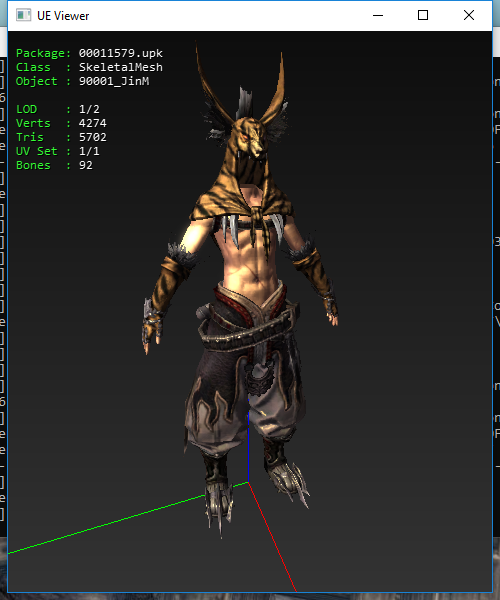 UE Viewer
Package: 00011579.upk
Class  : SkeletalMesh
Object : 90001_JinM
LOD    : 1/2
Verts  : 4274
Tris   : 5702
UV Set : 1/1
Bones  : 92